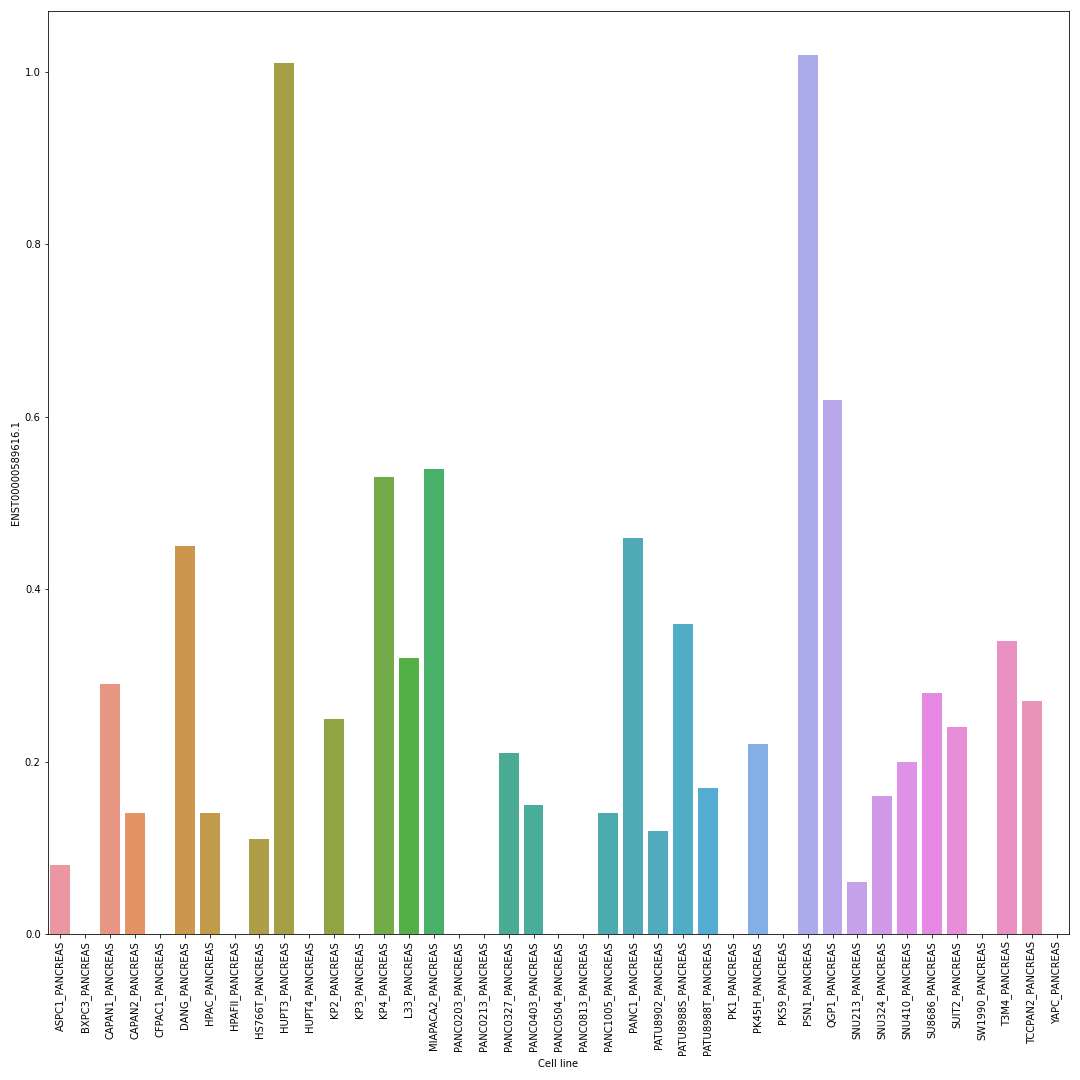 1.0
0.8
0.6
0.4
0.2
0.0
ENST00000589616.1
ASPC1_PANCREAS
BXPC3_PANCREAS
CAPAN1_PANCREAS
CAPAN2_PANCREAS
CFPAC1_PANCREAS
DANG_PANCREAS
HPAC_PANCREAS
HPAFII_PANCREAS
HS766T_PANCREAS
HUPT3_PANCREAS
HUPT4_PANCREAS
KP2_PANCREAS
KP3_PANCREAS
KP4_PANCREAS
L33_PANCREAS
MIAPACA2_PANCREAS
PANC0203_PANCREAS
PANC0213_PANCREAS
PANC0327_PANCREAS
PANC0403_PANCREAS
PANC0504_PANCREAS
PANC0813_PANCREAS
PANC1005_PANCREAS
PANC1_PANCREAS
PATU8902_PANCREAS
PATU8988S_PANCREAS
PATU8988T_PANCREAS
PK1_PANCREAS
PK45H_PANCREAS
PK59_PANCREAS
PSN1_PANCREAS
QGP1_PANCREAS
SNU213_PANCREAS
SNU324_PANCREAS
SNU410_PANCREAS
SU8686_PANCREAS
SUIT2_PANCREAS
SW1990_PANCREAS
T3M4_PANCREAS
TCCPAN2_PANCREAS
YAPC_PANCREAS
Cell line